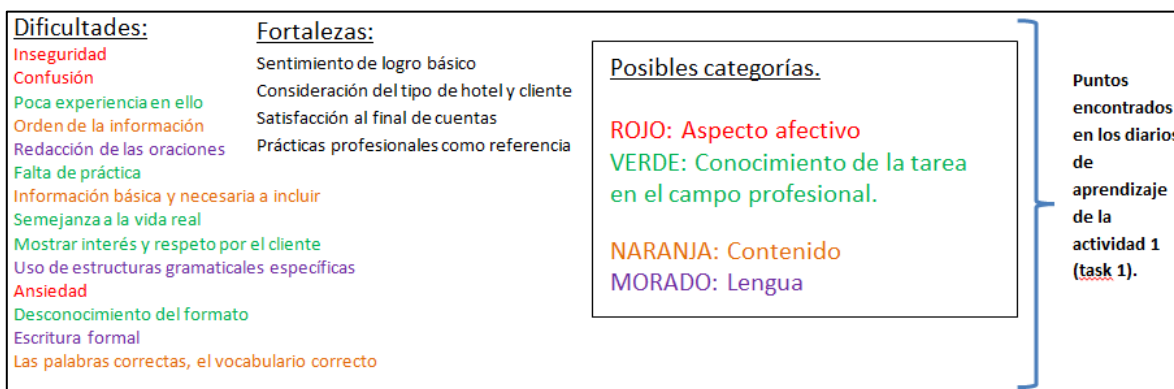 Dificultades:
Inseguridad
Confusión
Poca experiencia en ello
Orden de la información
Redacción de las oraciones
Falta de práctica
Información básica y necesaria a incluir
Semejanza a la vida real
Mostrar interés y respeto por el cliente
Uso de estructuras gramaticales específicas
Ansiedad
Desconocimiento del formato
Escritura formal
Las palabras correctas, el vocabulario correcto
Fortalezas:
Sentimiento de logro básico
Consideración del tipo de hotel y cliente
Satisfacción al final de cuentas
Prácticas profesionales como referencia
Posibles categorías.
ROJO: Aspecto afectivo
VERDE: Conocimiento de la tarea
en el campo profesional.
NARANJA: Contenido
MORADO: Lengua
Puntos
encontrados
en los diarios
de
aprendizaje
de la
actividad 1
(task 1).